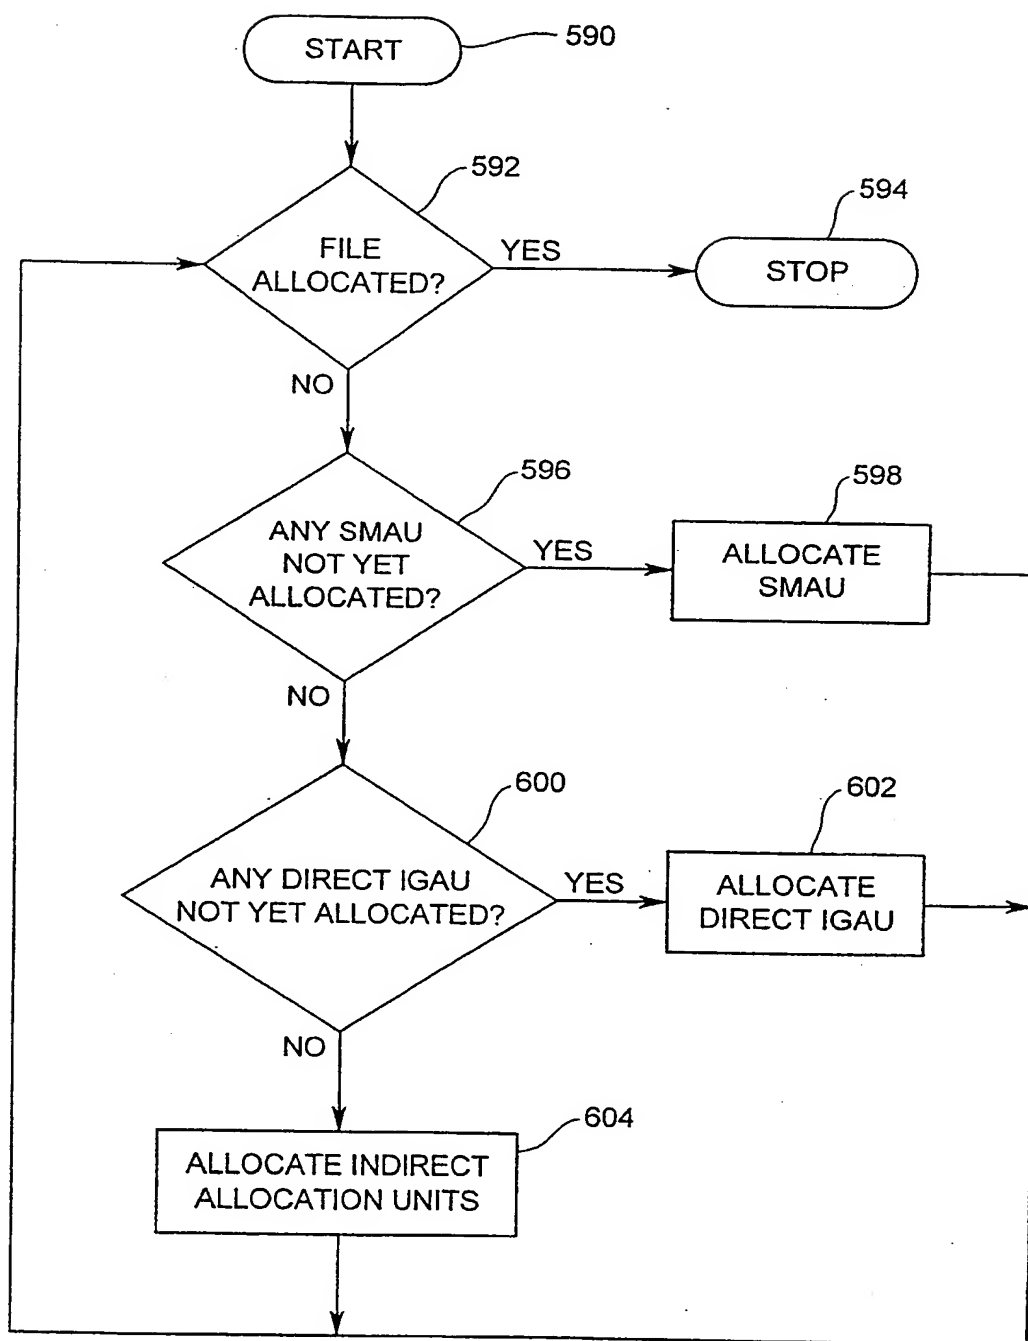 START
590
592
FILE
ALLOCATED?
YES
594
STOP
NO
596
ANY SMAU
NOT YET
ALLOCATED?
YES
598
ALLOCATE
SMAU
NO
600
ANY DIRECT IGAU
NOT YET ALLOCATED?
YES
602
ALLOCATE
DIRECT IGAU
NO
604
ALLOCATE INDIRECT
ALLOCATION UNITS